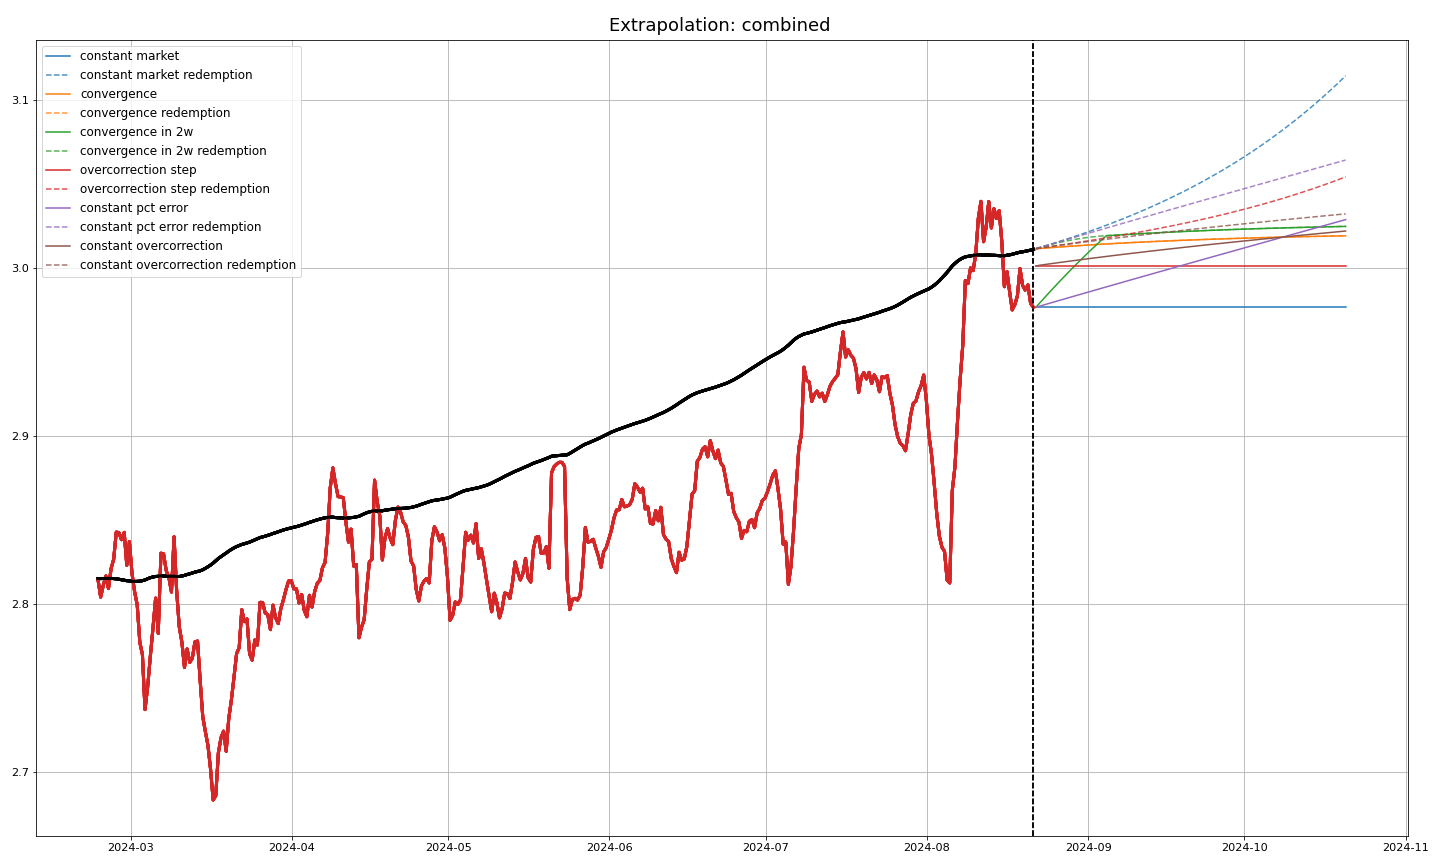 Extrapolation: combined
constant market
constant market redemption
convergence
convergence redemption
convergence in 2w
convergence in 2w redemption
overcorrection step
overcorrection step redemption
constant pct error
constant pct error redemption
constant overcorrection
constant overcorrection redemption
3.1
3.0
2.9
2.8
2.7
2024-03 2024-04 2024-05 2024-06 2024-07 2024-08 2024-09 2024-10 2024-11